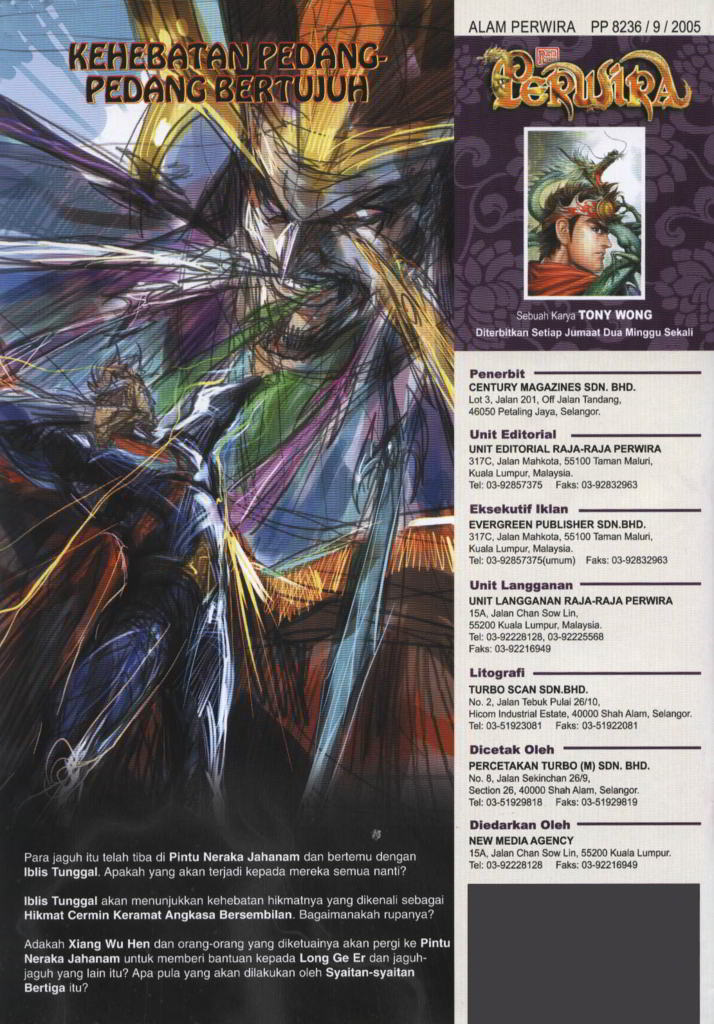 KEHEBATAN PEDANG-
PEDANG BERTUJUH
Para jaguh itu telah tiba di Pintu Neraka Jahanam dan bertemu dengan
Iblis Tunggal. Apakah yang akan terjadi kepada mereka semua nanti?
Iblis Tunggal akan menunjukkan kehebatan hikmatnya yang dikenali sebagai
Hikmat Cermin Keramat Angkasa Bersembilan. Bagaimanakah rupanya?
Adakah Xiang Wu Hen dan orang-orang yang diketuainya akan pergi ke Pintu
Neraka Jahanam untuk memberi bantuan kepada Long Ge Er dan jaguh-
jaguh yang lain itu? Apa pula yang akan dilakukan oleh Syaitan-syaitan
Bertiga itu?
ALAM PERWIRA PP 8236 / 9 / 2005
PERWIRA
Sebuah Karya TONY WONG
Diterbitkan Setiap Jumaat Dua Minggu Sekali
Penerbit
CENTURY MAGAZINES SDN. BHD.
Lot 3, Jalan 201, Off Jalan Tandang,
46050 Petaling Jaya, Selangor.
Unit Editorial
UNIT EDITORIAL RAJA-RAJA PERWIRA
317C, Jalan Mahkota, 55100 Taman Maluri,
Kuala Lumpur, Malaysia.
Tel: 03-92857375 Faks: 03-92832963
Eksekutif Iklan
EVERGREEN PUBLISHER SDN.BHD.
317C, Jalan Mahkota, 55100 Taman Maluri,
Kuala Lumpur, Malaysia.
Tel: 03-92857375(umum) Faks: 03-92832963
Unit Langganan
UNIT LANGGANAN RAJA-RAJA PERWIRA
15A, Jalan Chan Sow Lin,
55200 Kuala Lumpur, Malaysia.
Tel: 03-92228128, 03-92225568
Faks: 03-92216949
Litografi
TURBO SCAN SDN.BHD.
No. 2, Jalan Tebuk Pulai 26/10,
Hicom Industrial Estate, 40000 Shah Alam, Selangor.
Tel: 03-51923081 Faks: 03-51922081
Dicetak Oleh
PERCETAKAN TURBO (M) SDN. BHD.
No. 8, Jalan Sekinchan 26/9,
Section 26, 40000 Shah Alam, Selangor.
Tel: 03-51929818 Faks: 03-51929819
Diedarkan Oleh
NEW MEDIA AGENCY
15A, Jalan Chan Sow Lin, 55200 Kuala Lumpur.
Tel: 03-92228128 Faks: 03-92216949